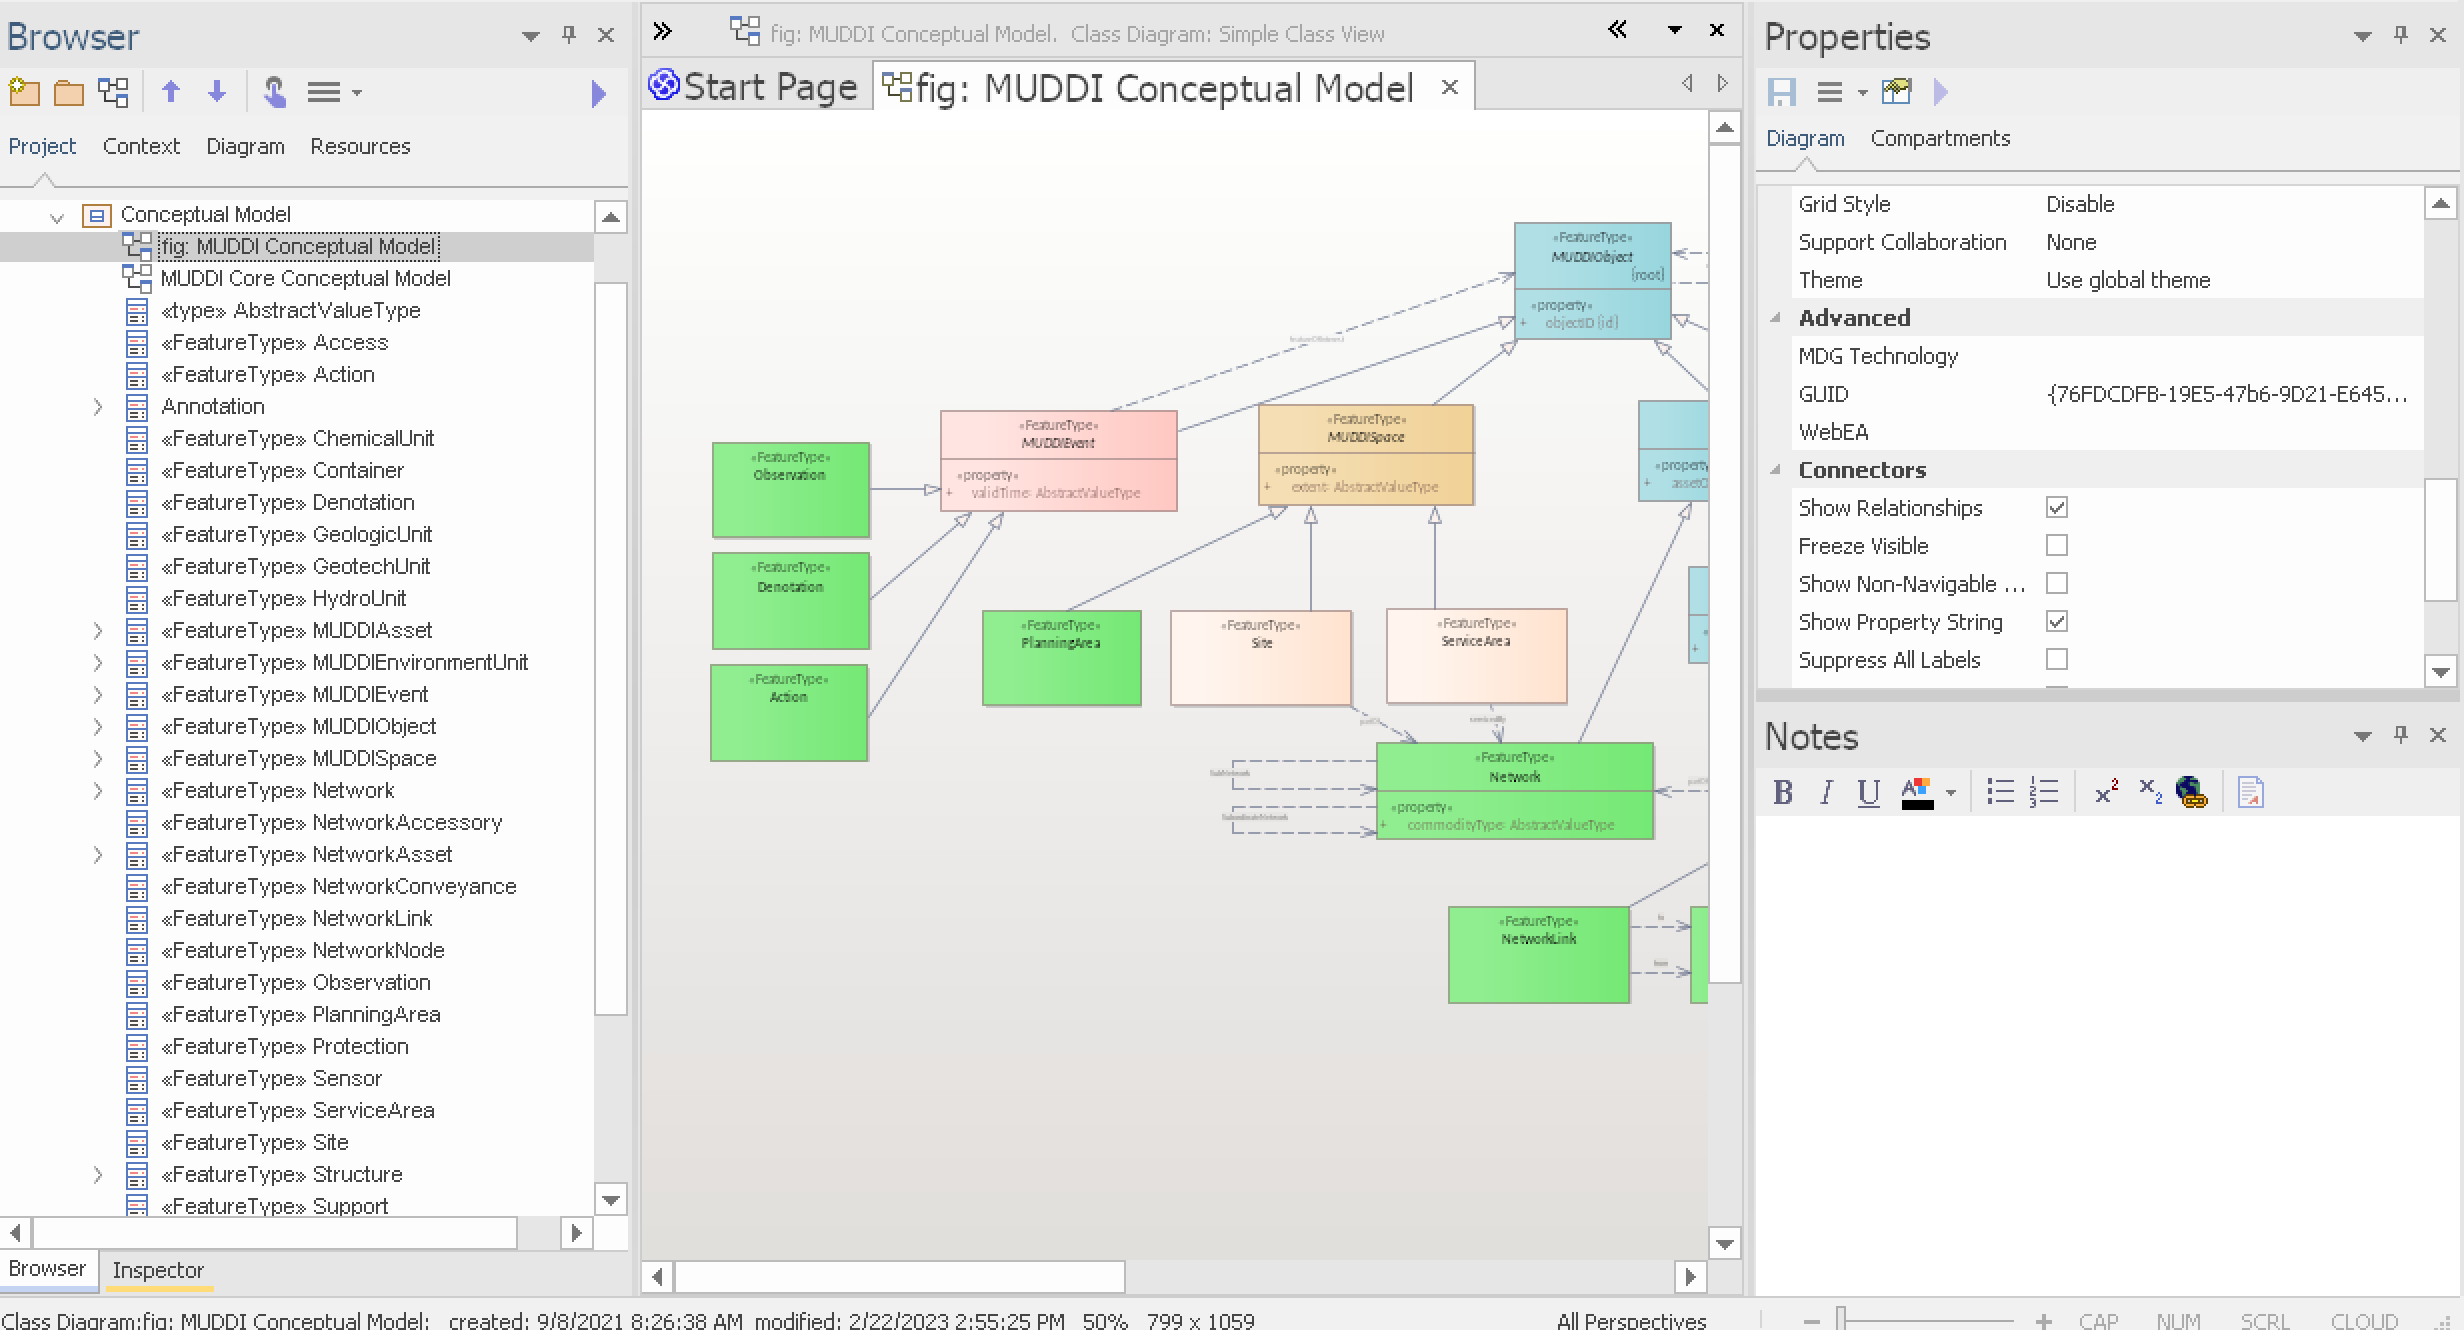 Browser
Project Context Diagram Resources
Conceptual Model
fig: MUDDI Conceptual Model
MUDDI Core Conceptual Model
«type» AbstractValueType
«FeatureType» Access
«FeatureType» Action
Annotation
«FeatureType» ChemicalUnit
«FeatureType» Container
«FeatureType» Denotation
«FeatureType» GeologicUnit
«FeatureType» GeotechUnit
«FeatureType» HydroUnit
«FeatureType» MUDDIAsset
«FeatureType» MUDDIEnvironmentUnit
«FeatureType» MUDDIEvent
«FeatureType» MUDDIObject
«FeatureType» MUDDISpace
«FeatureType» Network
«FeatureType» NetworkAccessory
«FeatureType» NetworkAsset
«FeatureType» NetworkConveyance
«FeatureType» NetworkLink
«FeatureType» NetworkNode
«FeatureType» Observation
«FeatureType» PlanningArea
«FeatureType» Protection
«FeatureType» Sensor
«FeatureType» ServiceArea
«FeatureType» Site
«FeatureType» Structure
«FeatureType» Support
Browser Inspector
fig: MUDDI Conceptual Model. Class Diagram: Simple Class View
Start Page fig: MUDDI Conceptual Model
«FeatureType»
MUDDIObject
{root}
«property»
+ objectID {id}
«FeatureType»
MUDDIEvent
«property»
+ validTime: AbstractValueType
«FeatureType»
MUDDISpace
«property»
+ extent: AbstractValueType
«property
+ assetO
«FeatureType»
Observation
«FeatureType»
Denotation
«FeatureType»
Action
«FeatureType»
PlanningArea
«FeatureType»
Site
«FeatureType»
ServiceArea
+
«FeatureType»
Network
«property»
+ commodityType: AbstractValueType
«FeatureType»
NetworkLink
Properties
Diagram Compartments
Grid Style Disable
Support Collaboration None
Theme Use global theme
Advanced
MDG Technology
GUID {76FDCDFB-19E5-47b6-9D21-E645...
WebEA
Connectors
Show Relationships
Freeze Visible
Show Non-Navigable ...
Show Property String
Suppress All Labels
Notes
B I U A x² x₂
Class Diagram:fig: MUDDI Conceptual Model: created: 9/8/2021 8:26:38 AM modified: 2/22/2023 2:55:25 PM 50% 799 x 1059 All Perspectives CAP NUM SCRL CLOUD